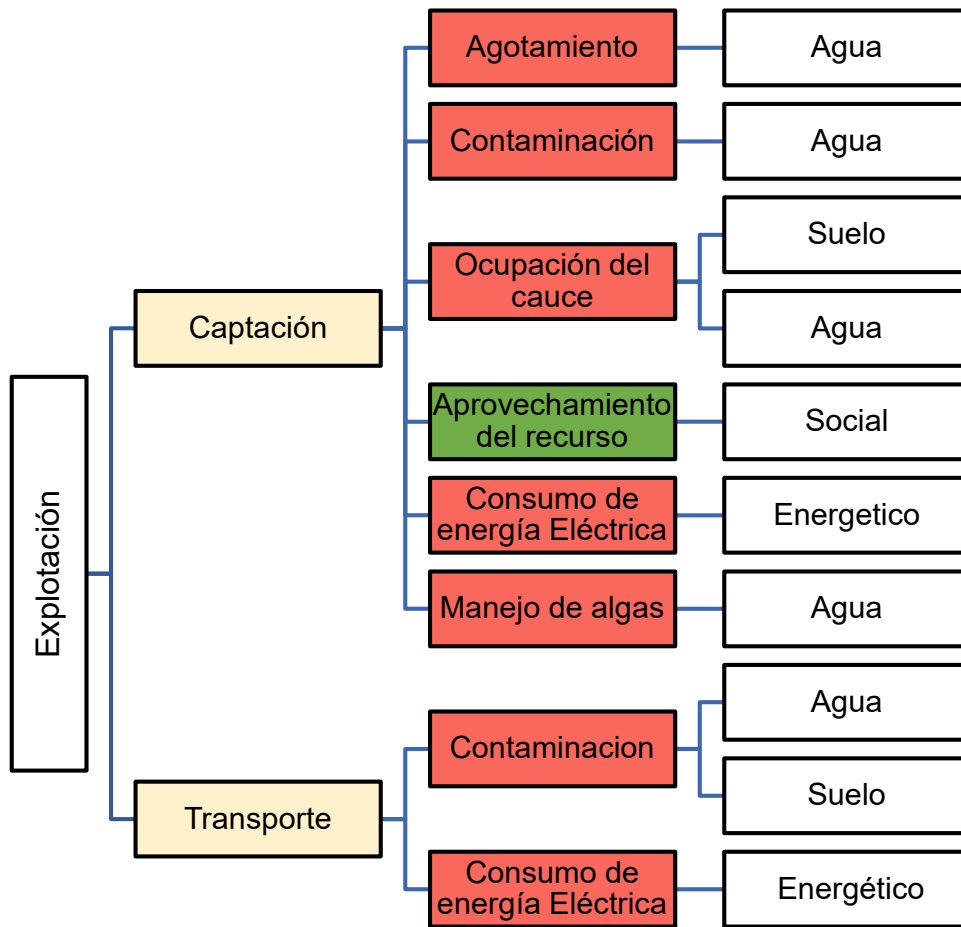 Explotación
Captación
Agotamiento
Agua
Contaminación
Agua
Ocupación del
cauce
Suelo
Agua
Aprovechamiento
del recurso
Social
Consumo de
energía Eléctrica
Energetico
Manejo de algas
Agua
Transporte
Contaminacion
Agua
Suelo
Consumo de
energía Eléctrica
Energético